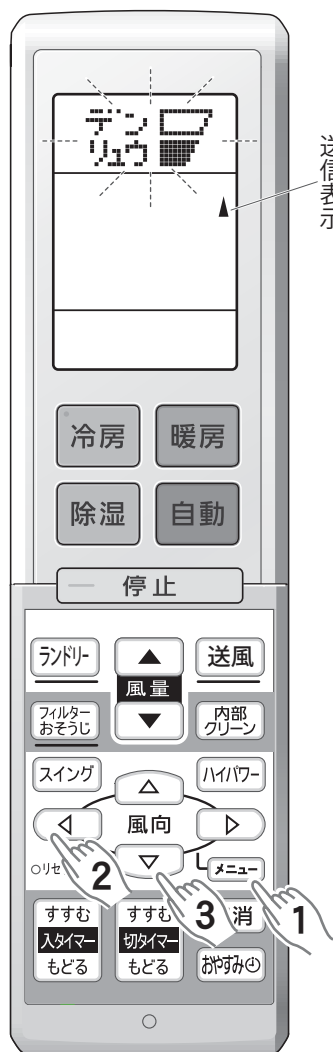 デン
リュウ
送信表示
冷房
暖房
除湿
自動
停止
ランドリー
風量
送風
フィルター
おそうじ
内部
クリーン
スイング
ハイパワー
風向
メニュー
リセ
2
3
1
すすむ
入タイマー
もどる
すすむ
切タイマー
もどる
消
おやすみ